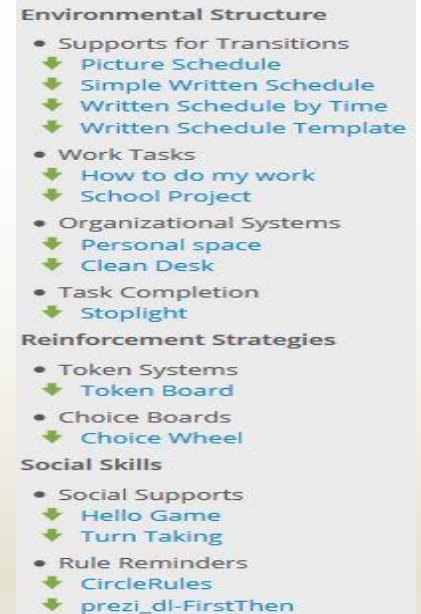 Environmental Structure
• Supports for Transitions
Picture Schedule
Simple Written Schedule
Written Schedule by Time
Written Schedule Template
• Work Tasks
How to do my work
School Project
• Organizational Systems
Personal space
Clean Desk
• Task Completion
Stoplight
Reinforcement Strategies
• Token Systems
Token Board
• Choice Boards
Choice Wheel
Social Skills
• Social Supports
Hello Game
Turn Taking
• Rule Reminders
CircleRules
prezi_dl-FirstThen